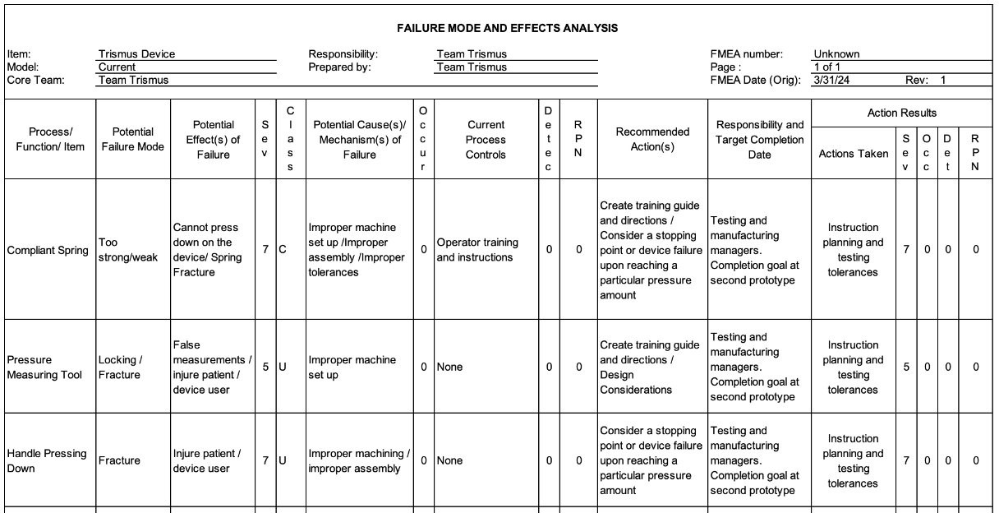 FAILURE MODE AND EFFECTS ANALYSIS
Item: Trismus Device Responsibility: Team Trismus FMEA number: Unknown
Model: Current Prepared by: Team Trismus Page : 1 of 1
Core Team: Team Trismus FMEA Date (Orig): 3/31/24 Rev: 1
Process/
Function/ Item
Potential
Failure Mode
Potential
Effect(s) of
Failure
Sev
Class
Potential Cause(s)/
Mechanism(s) of
Failure
Occur
Current
Process
Controls
Detec
RPN
Recommended
Action(s)
Responsibility and
Target Completion
Date
Action Results
Actions Taken
Sev
Occ
Det
RPN
Compliant Spring
Too
strong/weak
Cannot press
down on the
device/ Spring
Fracture
7
C
Improper machine
set up /Improper
assembly /Improper
tolerances
0
Operator training
and instructions
0
0
Create training guide
and directions /
Consider a stopping
point or device failure
upon reaching a
particular pressure
amount
Testing and
manufacturing
managers.
Completion goal at
second prototype
Instruction
planning and
testing
tolerances
7
0
0
0
Pressure
Measuring Tool
Locking /
Fracture
False
measurements /
injure patient /
device user
5
U
Improper machine
set up
0
None
0
0
Create training guide
and directions /
Design
Considerations
Testing and
manufacturing
managers.
Completion goal at
second prototype
Instruction
planning and
testing
tolerances
5
0
0
0
Handle Pressing
Down
Fracture
Injure patient /
device user
7
U
Improper machining /
improper assembly
0
None
0
0
Consider a stopping
point or device failure
upon reaching a
particular pressure
amount
Testing and
manufacturing
managers.
Completion goal at
second prototype
Instruction
planning and
testing
tolerances
7
0
0
0